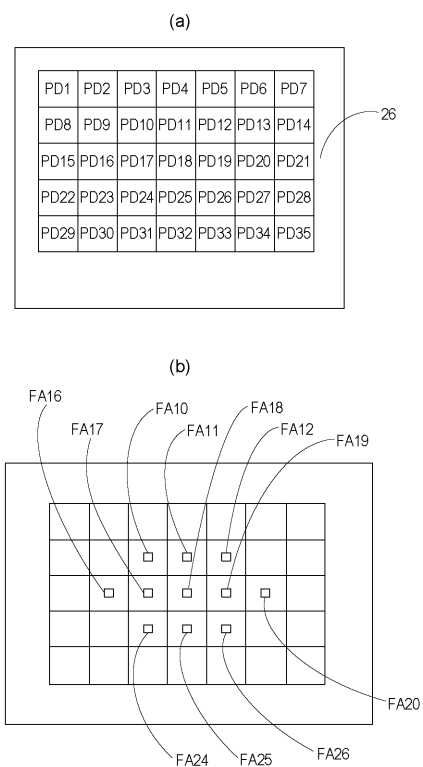 (a)
PD1 PD2 PD3 PD4 PD5 PD6 PD7
PD8 PD9 PD10 PD11 PD12 PD13 PD14
26
PD15 PD16 PD17 PD18 PD19 PD20 PD21
PD22 PD23 PD24 PD25 PD26 PD27 PD28
PD29 PD30 PD31 PD32 PD33 PD34 PD35
(b)
FA16
FA10
FA18
FA17
FA11
FA12
FA19
FA20
FA24
FA25
FA26